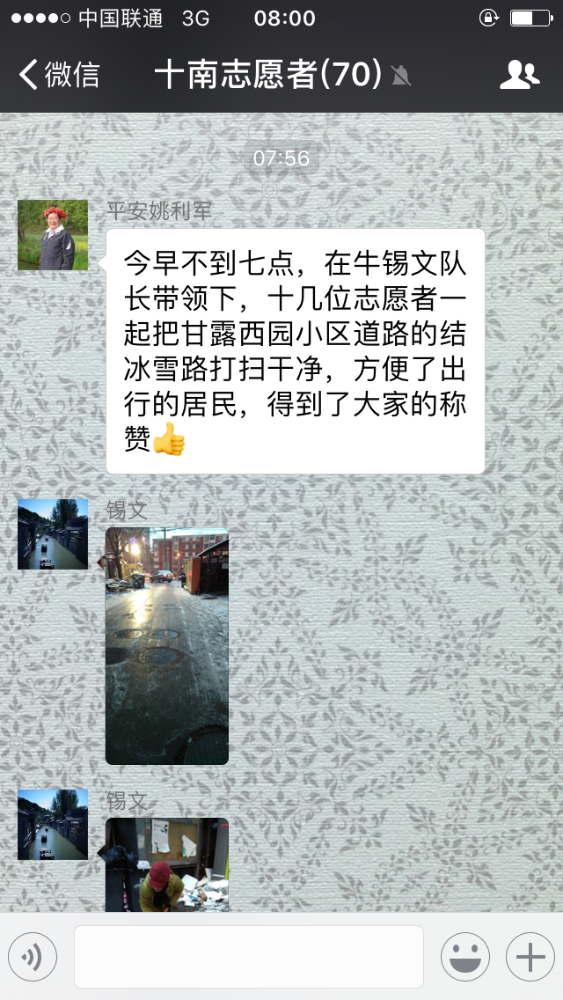 中国联通 3G 08:00
微信 十南志愿者(70)
07:56
平安姚利军
今早不到七点，在牛锡文队
长带领下，十几位志愿者一
起把甘露西园小区道路的结
冰雪路打扫干净，方便了出
行的居民，得到了大家的称
赞👍
锡文
锡文